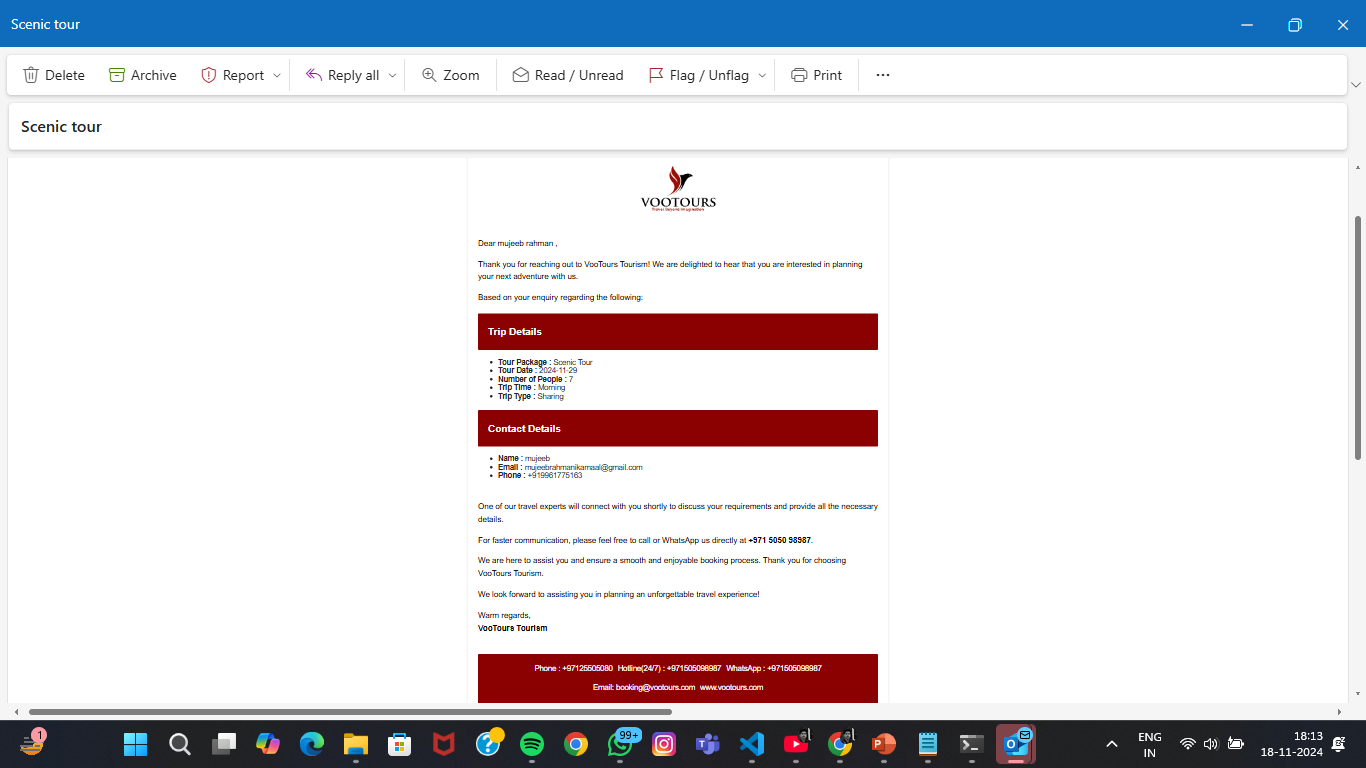 Scenic tour
Delete Archive Report Reply all Zoom Read / Unread Flag / Unflag Print
Scenic tour
VOOTOURS
Travel Beyond Imagination
Dear mujeeb rahman ,
Thank you for reaching out to VooTours Tourism! We are delighted to hear that you are interested in planning
your next adventure with us.
Based on your enquiry regarding the following:
Trip Details
• Tour Package : Scenic Tour
• Tour Date : 2024-11-29
• Number of People : 7
• Trip Time : Morning
• Trip Type : Sharing
Contact Details
• Name : mujeeb
• Email : mujeebrahmanikamaal@gmail.com
• Phone : +919961775163
One of our travel experts will connect with you shortly to discuss your requirements and provide all the necessary
details.
For faster communication, please feel free to call or WhatsApp us directly at +971 5050 98987.
We are here to assist you and ensure a smooth and enjoyable booking process. Thank you for choosing
VooTours Tourism.
We look forward to assisting you in planning an unforgettable travel experience!
Warm regards,
VooTours Tourism
Phone : +97125505080 Hotline(24/7) : +971505098987 WhatsApp : +971505098987
Email: booking@vootours.com www.vootours.com
1
99+
ENG
IN
18:13
18-11-2024